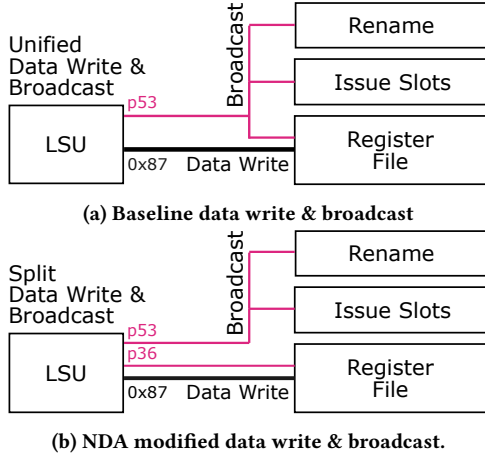 Unified
Data Write &
Broadcast
Broadcast
Rename
p53
Issue Slots
LSU
Register
File
0x87
Data Write
(a) Baseline data write & broadcast
Split
Data Write &
Broadcast
Broadcast
Rename
p53
Issue Slots
p36
LSU
Register
File
0x87
Data Write
(b) NDA modified data write & broadcast.